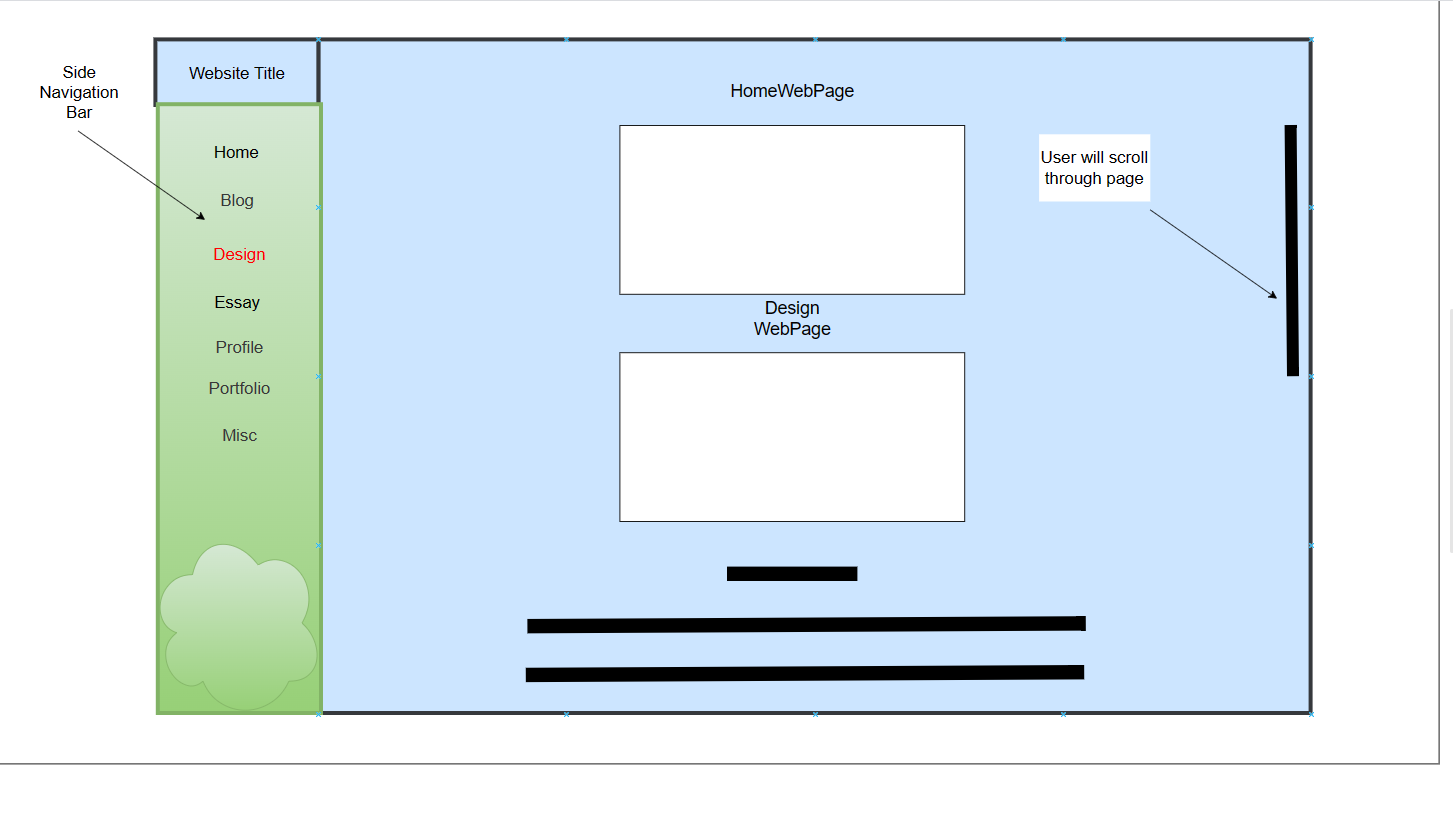 Side
Navigation
Bar
Website Title
Home
Blog
Design
Essay
Profile
Portfolio
Misc
HomeWebPage
Design
WebPage
User will scroll
through page